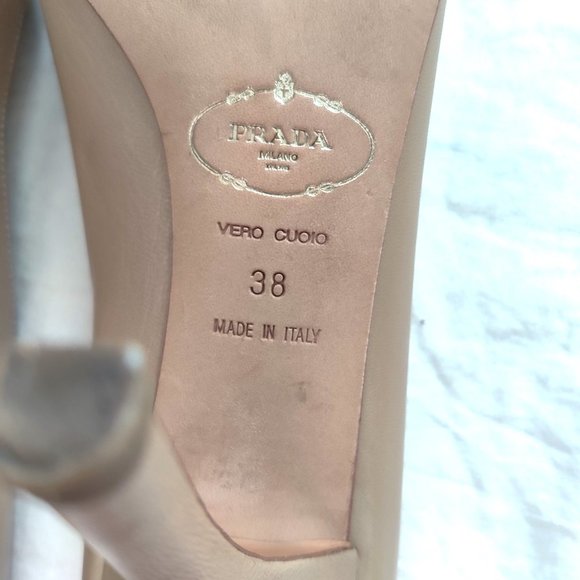 PRADA
MILANO
VERO CUOIO
38
MADE IN ITALY